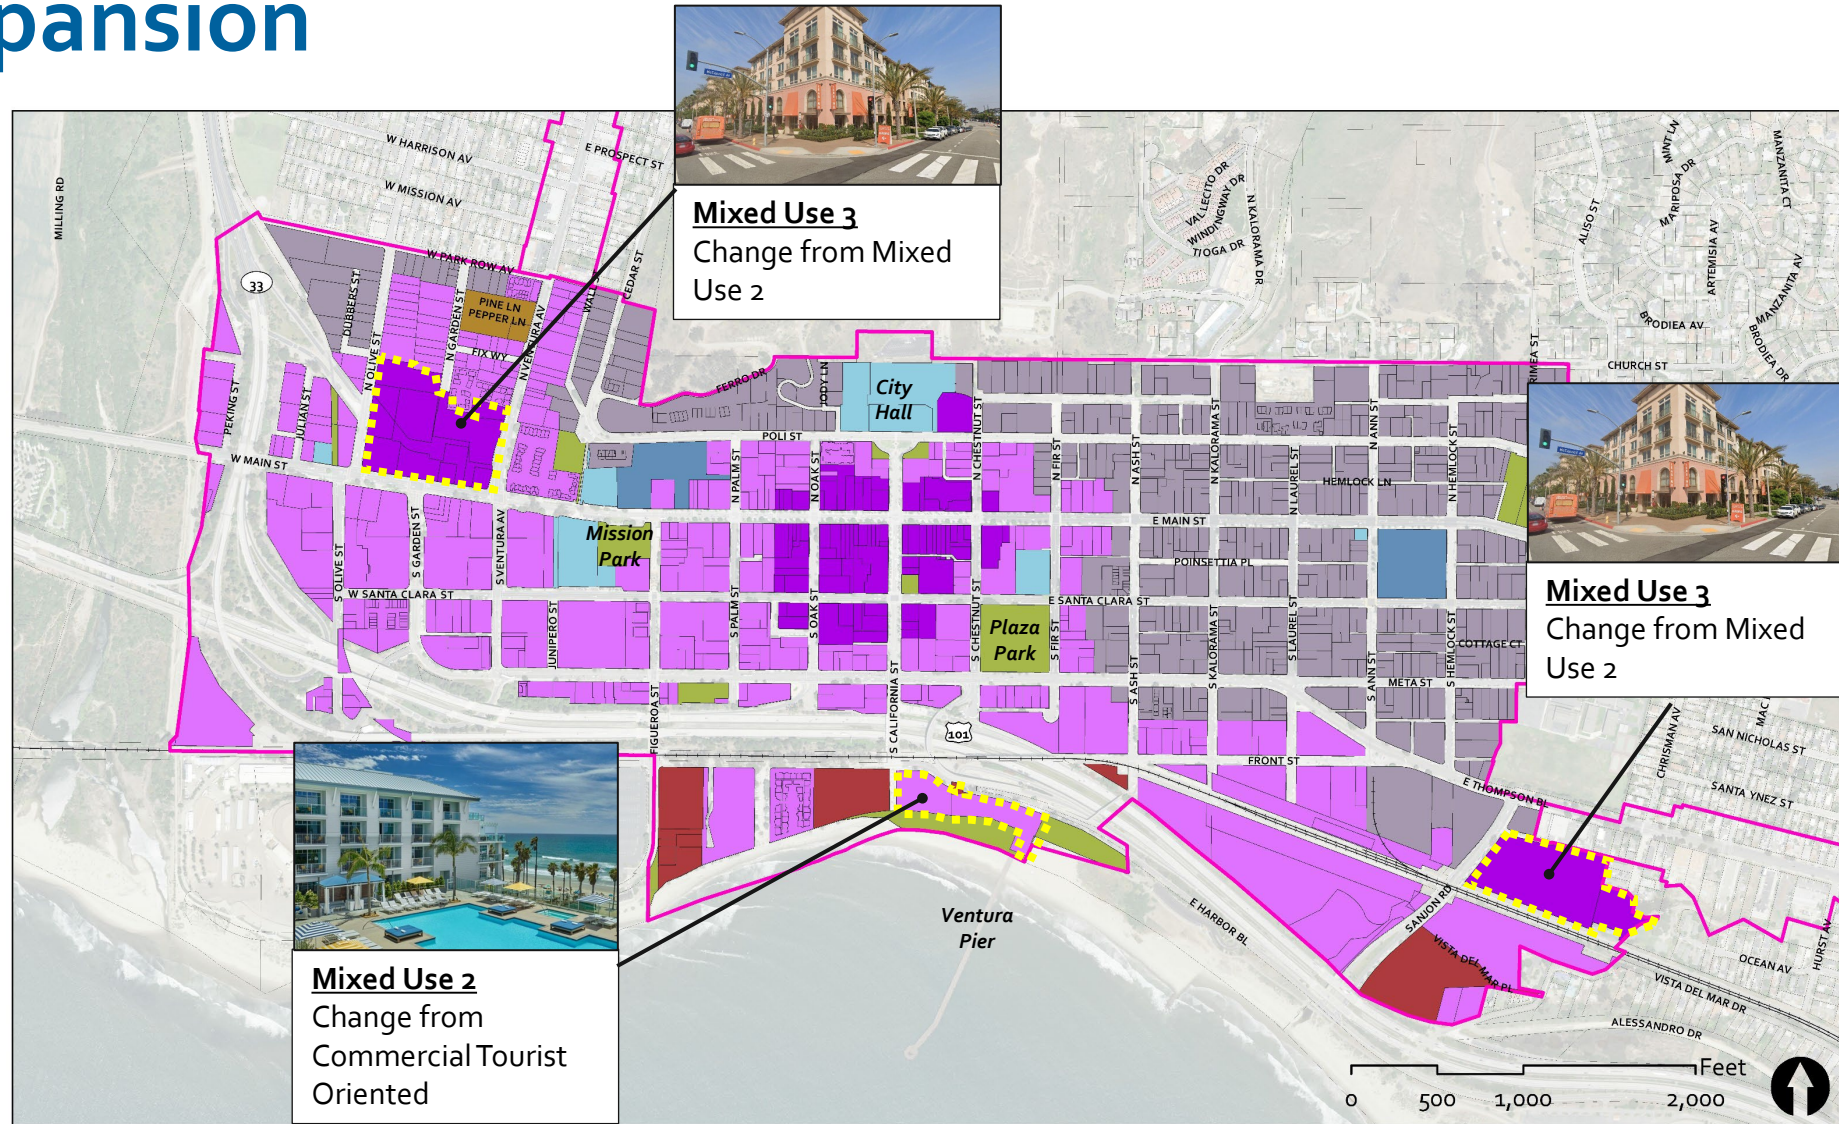 pansion
Mixed Use 3
Change from Mixed
Use 2
Mixed Use 3
Change from Mixed
Use 2
Mixed Use 2
Change from
Commercial Tourist
Oriented
MILLING RD
W HARRISON AV
W MISSION AV
E PROSPECT ST
W PARK ROW AV
33
DUBBERS ST
N OLIVE ST
N GARDEN ST
PINE LN
PEPPER LN
FIX WY
N VENTURA AV
CEDAR ST
PEKING ST
JULIAN ST
W MAIN ST
FERRO DR
JODY LN
City
Hall
POLI ST
N PALM ST
N OAK ST
N CHESTNUT ST
N FIR ST
N ASH ST
N KALORAMA ST
N LAUREL ST
N ANN ST
N HEMLOCK ST
HEMLOCK LN
VALLECITO DR
WINDINGWAY DR
TIOGA DR
N KALORAMA DR
ALISO ST
MINT LN
MARIPOSA DR
MANZANITA CT
ARTEMISIA AV
MANZANITA AV
BRODIEA AV
BRODIEA DR
CHURCH ST
E MAIN ST
POINSETTIA PL
Mission
Park
S OLIVE ST
S GARDEN ST
S VENTURA AV
W SANTA CLARA ST
JUNIPERO ST
FIGUEROA ST
S PALM ST
S OAK ST
S CALIFORNIA ST
S CHESTNUT ST
E SANTA CLARA ST
Plaza
Park
S FIR ST
S ASH ST
S KALORAMA ST
S LAUREL ST
S ANN ST
S HEMLOCK ST
COTTAGE CT
META ST
101
FRONT ST
E THOMPSON BL
CHRISMAN AV
SAN NICHOLAS ST
SANTA YNEZ ST
SANJON RD
E HARBOR BL
VISTA DEL MAR PL
VISTA DEL MAR DR
OCEAN AV
HURST AV
ALESSANDRO DR
Ventura
Pier
Feet
0 500 1,000 2,000